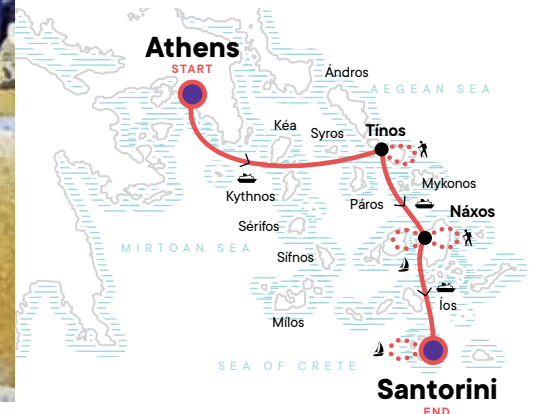 Athens
START
Ándros
AEGEAN SEA
Kéa
Syros
Tínos
Kythnos
Mykonos
Páros
Náxos
Sérifos
MIRTOAN SEA
Sífnos
Íos
Mílos
SEA OF CRETE
Santorini
END